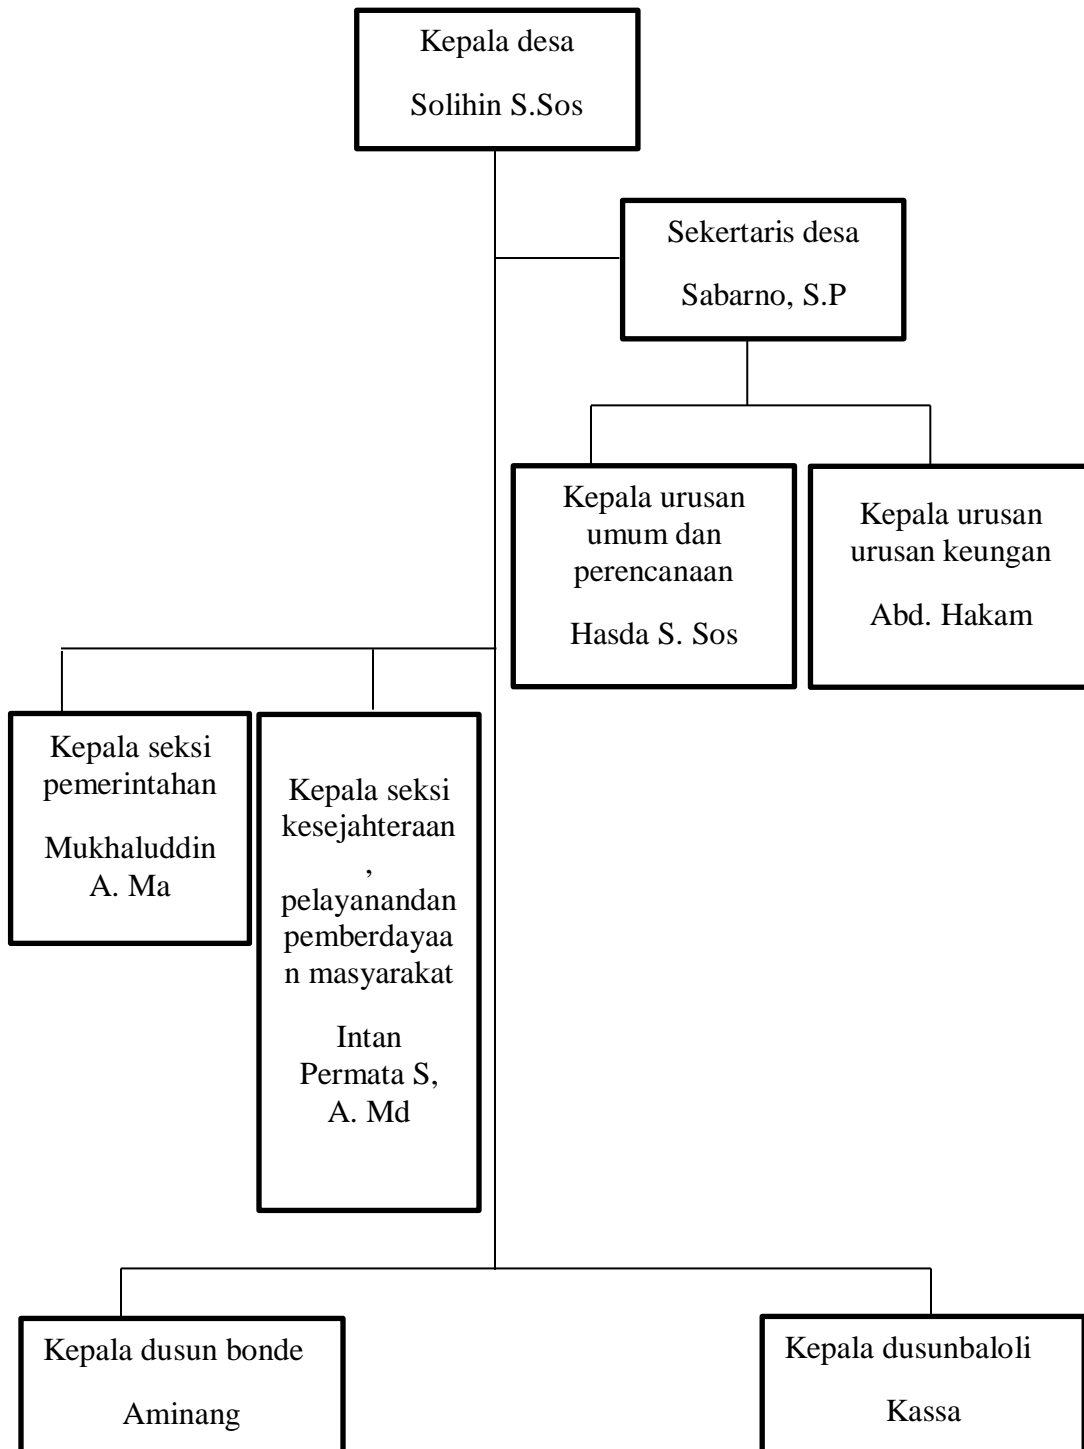 Kepala desa
Solihin S.Sos
Sekertaris desa
Sabarno, S.P
Kepala urusan
umum dan
perencanaan
Hasda S. Sos
Kepala urusan
urusan keungan
Abd. Hakam
Kepala seksi
pemerintahan
Mukhaluddin
A. Ma
Kepala seksi
kesejahteraan
,
pelayanandan
pemberdayaa
n masyarakat
Intan
Permata S,
A. Md
Kepala dusun bonde
Aminang
Kepala dusunbaloli
Kassa